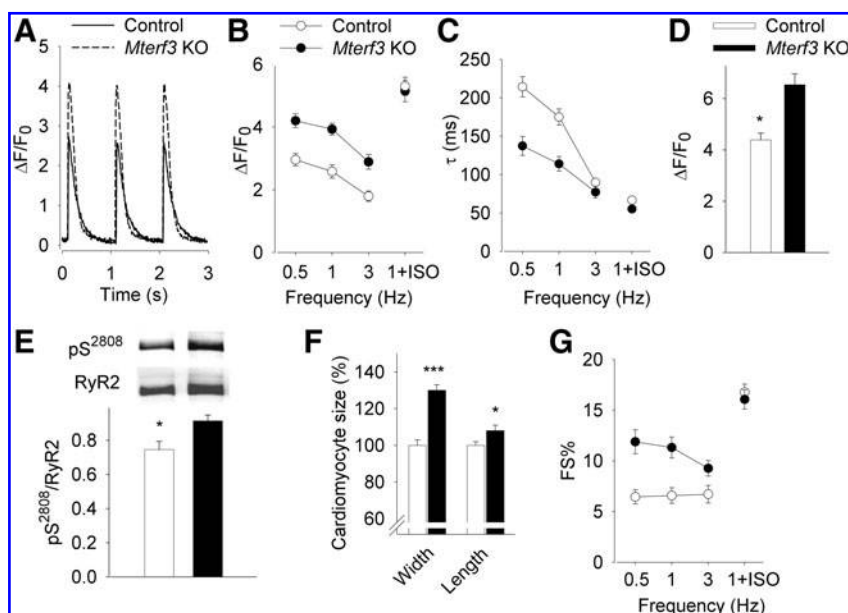 A
Control
Mterf3 KO
ΔF/F0
5
4
3
2
1
0
0 1 2 3
Time (s)
B
Control
Mterf3 KO
ΔF/F0
6
4
2
0
0.5 1 3 1+ISO
Frequency (Hz)
C
τ (ms)
250
200
150
100
50
0
0.5 1 3 1+ISO
Frequency (Hz)
D
Control
Mterf3 KO
ΔF/F0
6
4
2
0
*
E
pS2808
RyR2
pS2808/RyR2
0.8
0.6
0.4
0.2
0.0
*
F
Cardiomyocyte size (%)
140
120
100
80
60
***
*
Width
Length
G
FS%
20
15
10
5
0
0.5 1 3 1+ISO
Frequency (Hz)